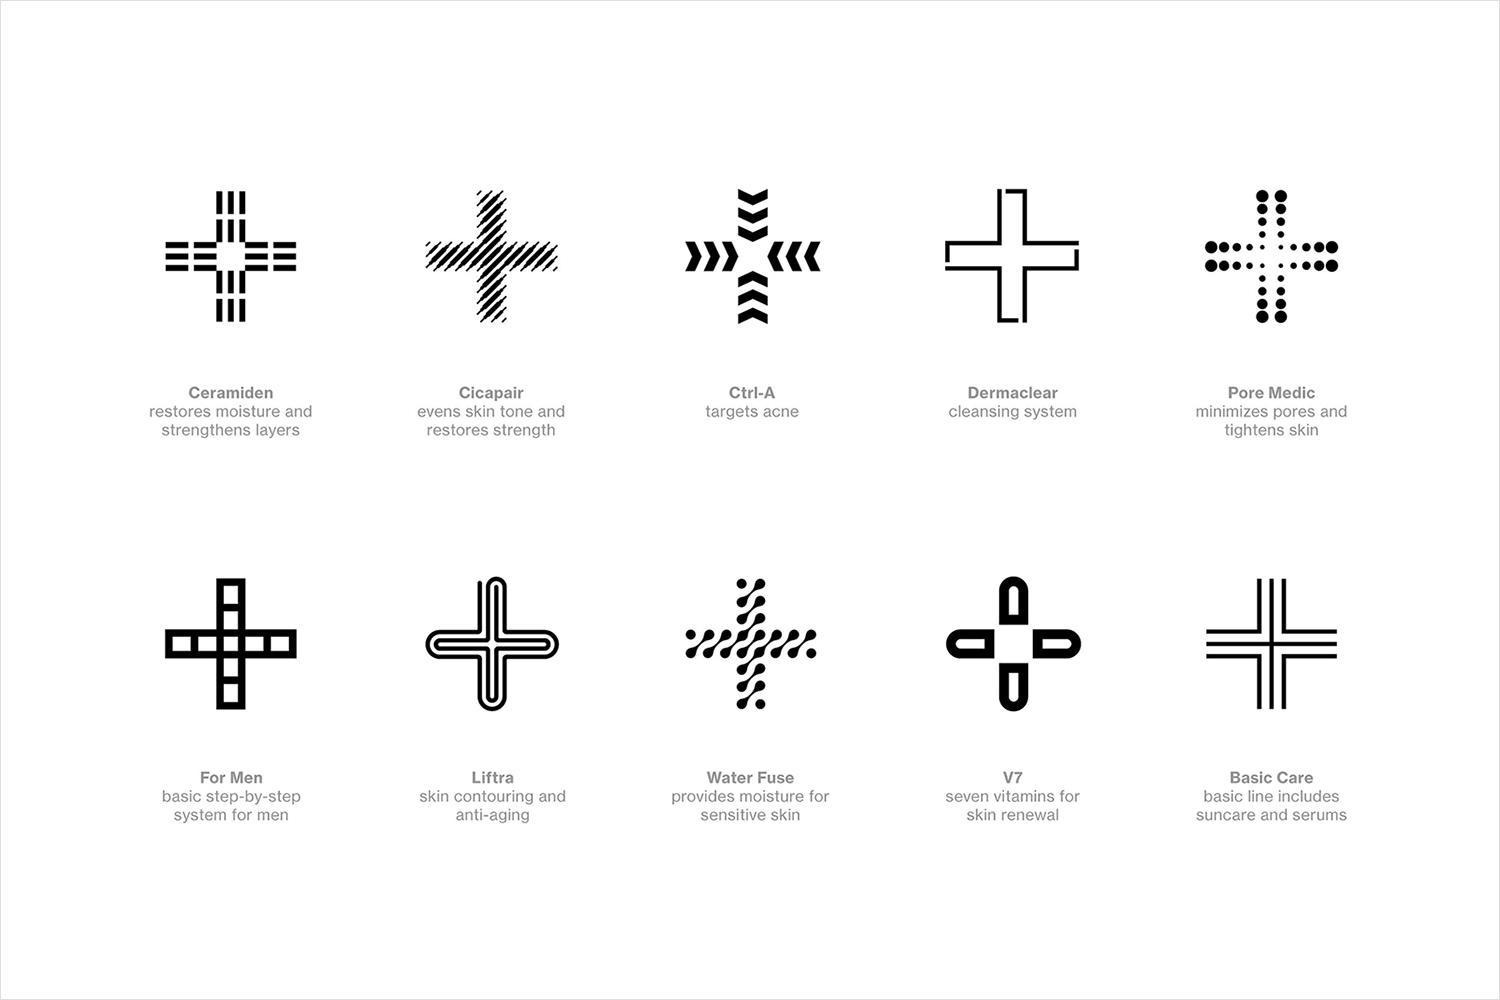 Ceramiden
restores moisture and
strengthens layers
Cicapair
evens skin tone and
restores strength
Ctrl-A
targets acne
Dermaclear
cleansing system
Pore Medic
minimizes pores and
tightens skin
For Men
basic step-by-step
system for men
Liftra
skin contouring and
anti-aging
Water Fuse
provides moisture for
sensitive skin
V7
seven vitamins for
skin renewal
Basic Care
basic line includes
suncare and serums